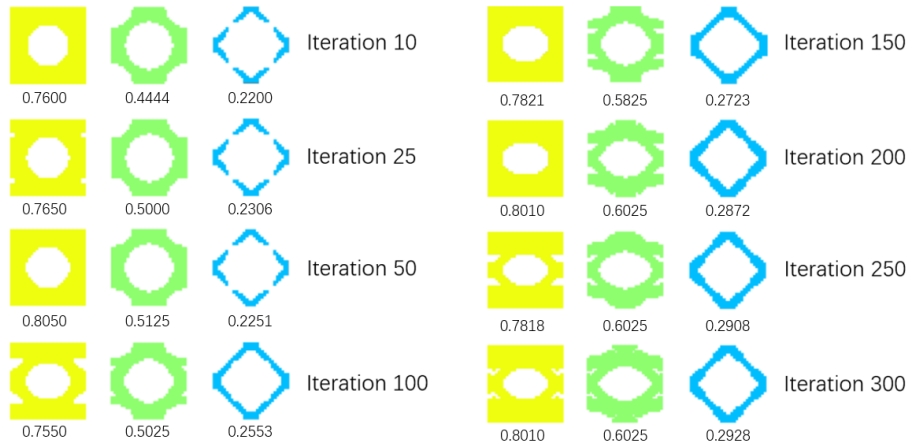 Iteration 10
0.7600 0.4444 0.2200
Iteration 25
0.7650 0.5000 0.2306
Iteration 50
0.8050 0.5125 0.2251
Iteration 100
0.7550 0.5025 0.2553
Iteration 150
0.7821 0.5825 0.2723
Iteration 200
0.8010 0.6025 0.2872
Iteration 250
0.7818 0.6025 0.2908
Iteration 300
0.8010 0.6025 0.2928